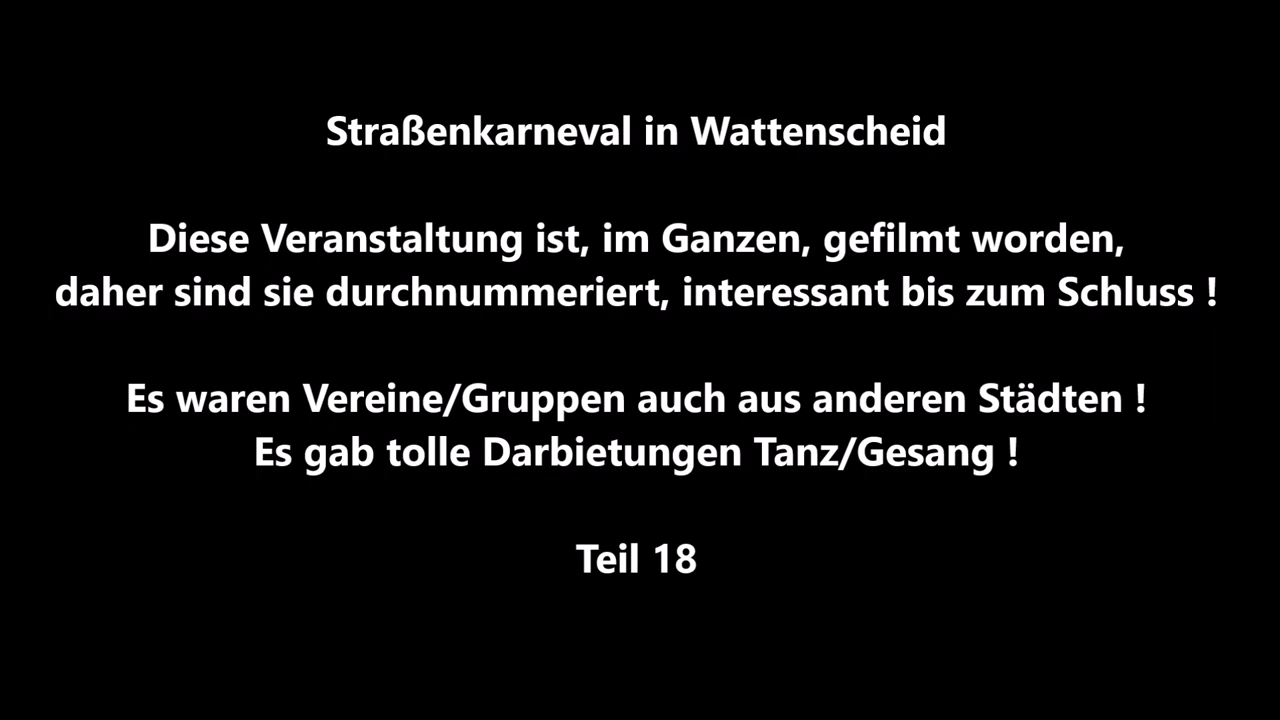 Straßenkarneval in Wattenscheid
Diese Veranstaltung ist, im Ganzen, gefilmt worden,
daher sind sie durchnummeriert, interessant bis zum Schluss !
Es waren Vereine/Gruppen auch aus anderen Städten !
Es gab tolle Darbietungen Tanz/Gesang !
Teil 18